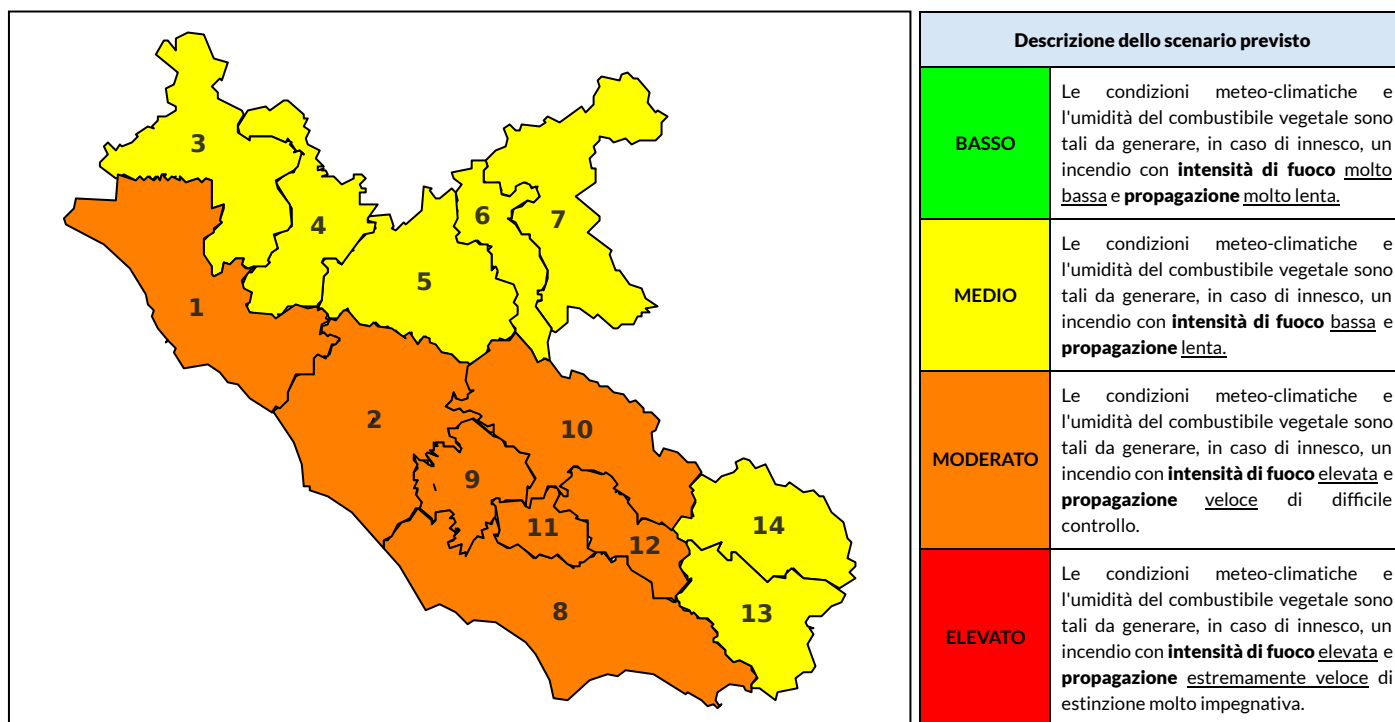 3
4
6
7
5
1
2
10
9
11
12
14
8
13
Descrizione dello scenario previsto
BASSO
Le condizioni meteo-climatiche e
l'umidità del combustibile vegetale sono
tali da generare, in caso di innesco, un
incendio con intensità di fuoco molto
bassa e propagazione molto lenta.
MEDIO
Le condizioni meteo-climatiche e
l'umidità del combustibile vegetale sono
tali da generare, in caso di innesco, un
incendio con intensità di fuoco bassa e
propagazione lenta.
MODERATO
Le condizioni meteo-climatiche e
l'umidità del combustibile vegetale sono
tali da generare, in caso di innesco, un
incendio con intensità di fuoco elevata e
propagazione veloce di difficile
controllo.
ELEVATO
Le condizioni meteo-climatiche e
l'umidità del combustibile vegetale sono
tali da generare, in caso di innesco, un
incendio con intensità di fuoco elevata e
propagazione estremamente veloce di
estinzione molto impegnativa.